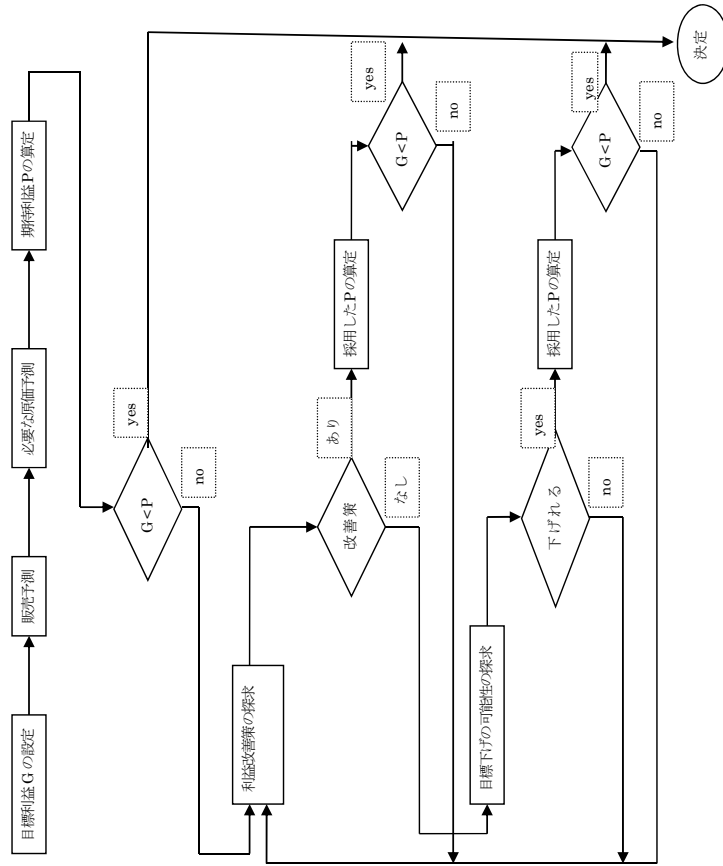 目標利益Gの設定
販売予測
必要な原価予測
期待利益Pの算定
G<P
yes
no
利益改善策の探求
改善策
あり
なし
採用したPの算定
G<P
yes
no
目標下げの可能性の探求
下げれる
yes
no
採用したPの算定
G<P
yes
no
決定